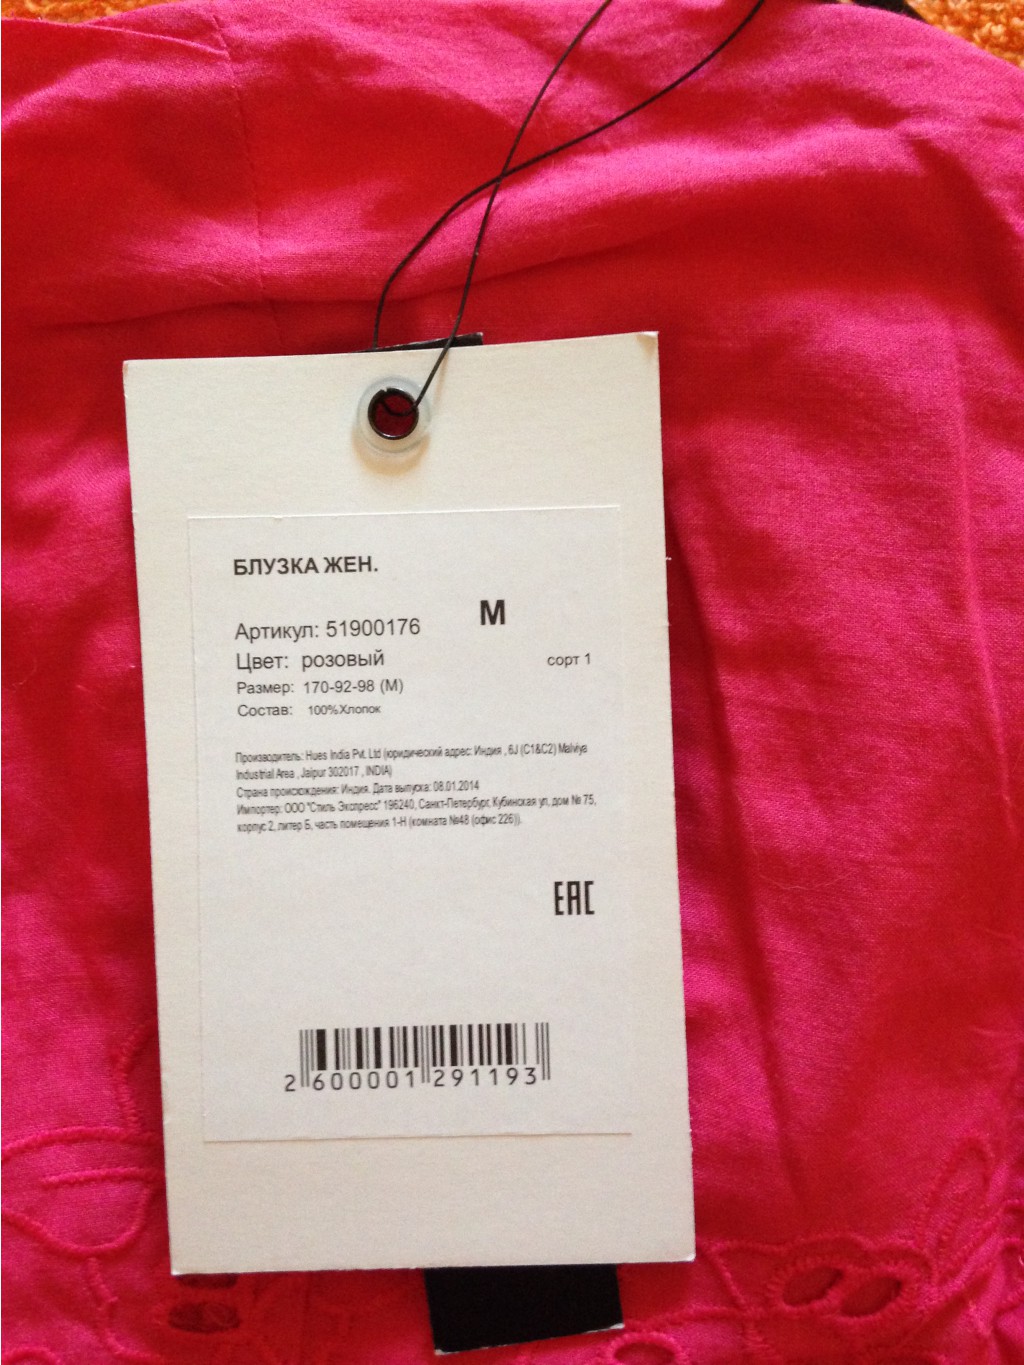 БЛУЗКА ЖЕН.
M
Артикул: 51900176
Цвет: розовый
сорт 1
Размер: 170-92-98 (M)
Состав: 100%Хлопок
Производитель: Hues India Pvt. Ltd (юридический адрес: Индия , 6J (C1&C2) Malviya
Industrial Area , Jaipur 302017 , INDIA)
Страна происхождения: Индия. Дата выпуска: 08.01.2014
Импортер: ООО "Стиль Экспресс" 196240, Санкт-Петербург, Кубинская ул, дом № 75,
корпус 2, литер Б, часть помещения 1-Н (комната №48 (офис 226)).
EAC
2 600001 291193